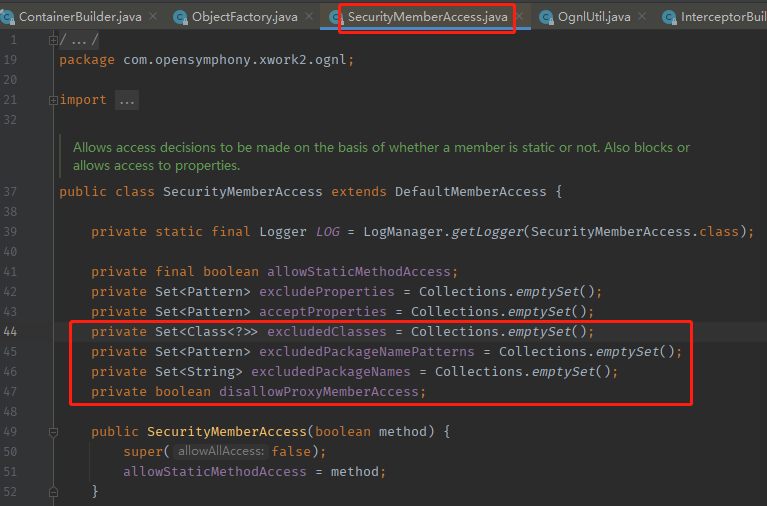 ContainerBuilder.java × ObjectFactory.java × SecurityMemberAccess.java × OgnlUtil.java × InterceptorBuil
1 /.../
19 package com.opensymphony.xwork2.ognl;
20
21 import ...
32
Allows access decisions to be made on the basis of whether a member is static or not. Also blocks or
allows access to properties.
37 public class SecurityMemberAccess extends DefaultMemberAccess {
38
39 private static final Logger LOG = LogManager.getLogger(SecurityMemberAccess.class);
40
41 private final boolean allowStaticMethodAccess;
42 private Set<Pattern> excludeProperties = Collections.emptySet();
43 private Set<Pattern> acceptProperties = Collections.emptySet();
44 private Set<Class<?>> excludedClasses = Collections.emptySet();
45 private Set<Pattern> excludedPackageNamePatterns = Collections.emptySet();
46 private Set<String> excludedPackageNames = Collections.emptySet();
47 private boolean disallowProxyMemberAccess;
48
49 public SecurityMemberAccess(boolean method) {
50 super( allowAllAccess: false);
51 allowStaticMethodAccess = method;
52 }